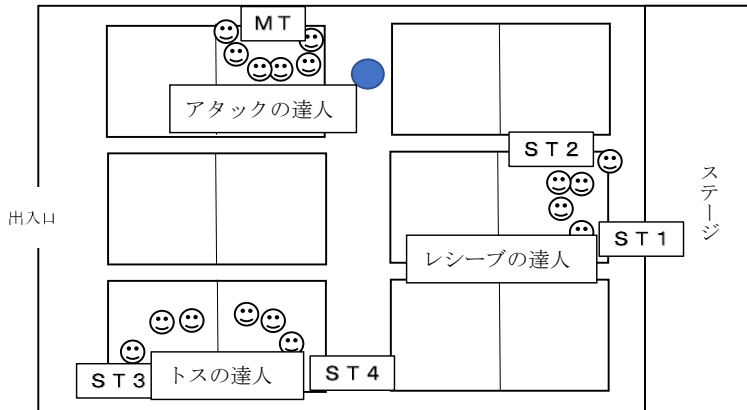 ＭＴ
アタックの達人
ＳＴ２
ステージ
出入口
ＳＴ１
レシーブの達人
ＳＴ３
トスの達人
ＳＴ４